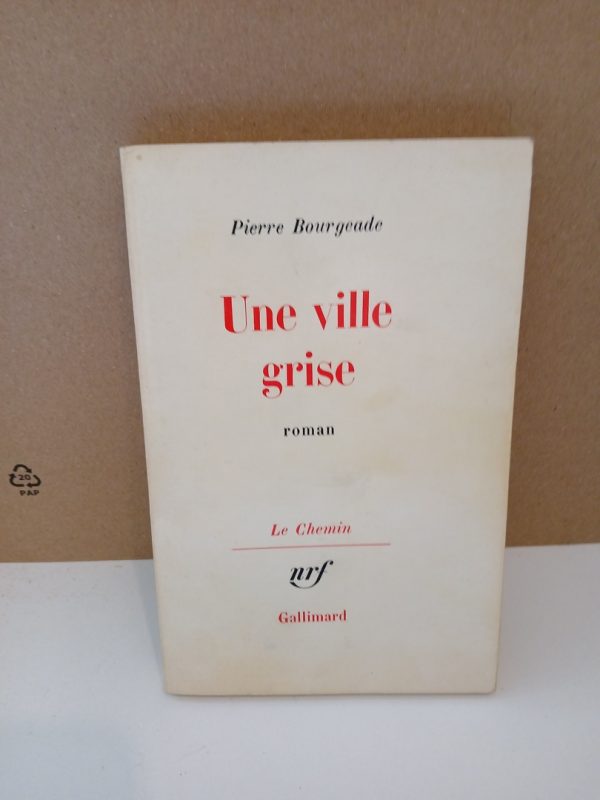 Pierre Bourgeade
Une ville
grise
roman
Le Chemin
nrf
Gallimard
20
PAP